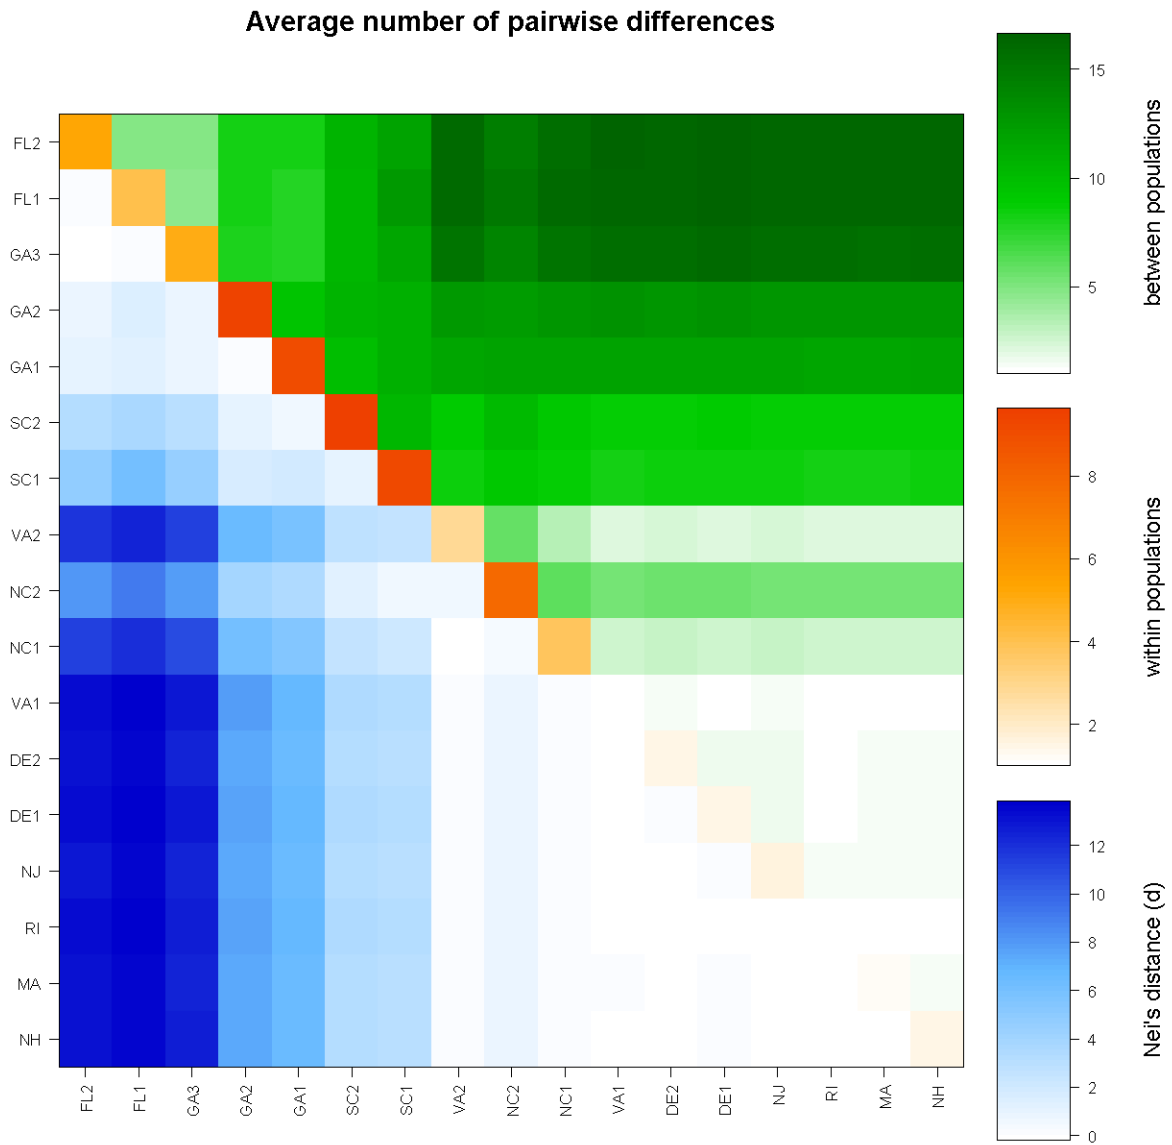 Average number of pairwise differences
FL2
FL1
GA3
GA2
GA1
SC2
SC1
VA2
NC2
NC1
VA1
DE2
DE1
NJ
RI
MA
NH
FL2 FL1 GA3 GA2 GA1 SC2 SC1 VA2 NC2 NC1 VA1 DE2 DE1 NJ RI MA NH
15
10
5
between populations
8
6
4
2
within populations
12
10
8
6
4
2
0
Nei's distance (d)